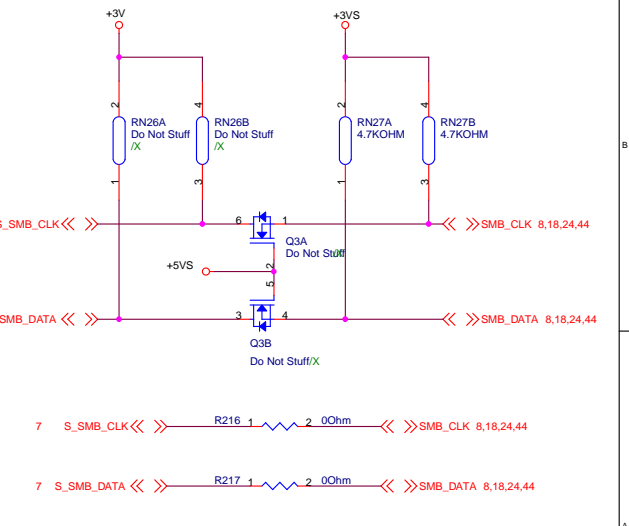 +3V
+3VS
2
4
2
4
RN26A
Do Not Stuff
/X
RN26B
Do Not Stuff
/X
RN27A
4.7KOHM
RN27B
4.7KOHM
B
1
3
1
3
S_SMB_CLK
6
1
SMB_CLK 8,18,24,44
Q3A
Do Not Stuff/X
+5VS
2
5
SMB_DATA
3
4
SMB_DATA 8,18,24,44
Q3B
Do Not Stuff/X
7 S_SMB_CLK R216 1 2 0Ohm SMB_CLK 8,18,24,44
7 S_SMB_DATA R217 1 2 0Ohm SMB_DATA 8,18,24,44